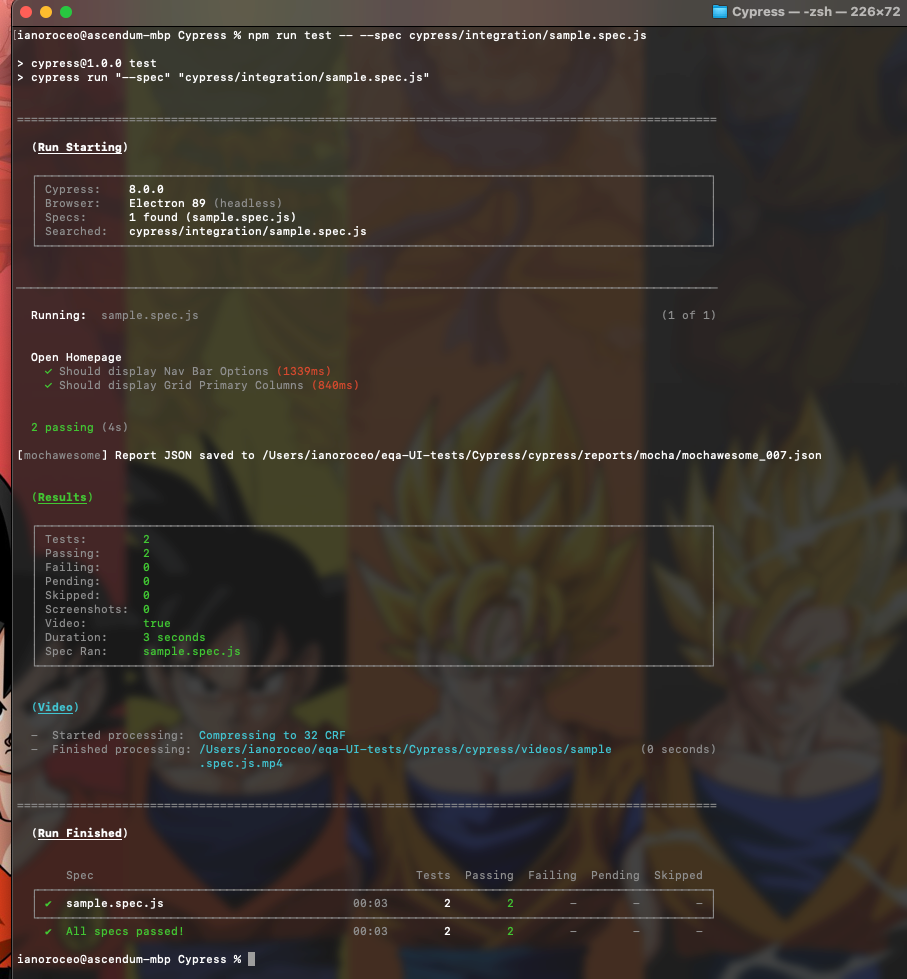 Cypress — -zsh — 226×72
[ianoroceo@ascendum-mbp Cypress % npm run test -- --spec cypress/integration/sample.spec.js
> cypress@1.0.0 test
> cypress run "--spec" "cypress/integration/sample.spec.js"
(Run Starting)
Cypress: 8.0.0
Browser: Electron 89 (headless)
Specs: 1 found (sample.spec.js)
Searched: cypress/integration/sample.spec.js
Running: sample.spec.js (1 of 1)
Open Homepage
✓ Should display Nav Bar Options (1339ms)
✓ Should display Grid Primary Columns (840ms)
2 passing (4s)
[mochawesome] Report JSON saved to /Users/ianoroceo/eqa-UI-tests/Cypress/cypress/reports/mocha/mochawesome_007.json
(Results)
Tests: 2
Passing: 2
Failing: 0
Pending: 0
Skipped: 0
Screenshots: 0
Video: true
Duration: 3 seconds
Spec Ran: sample.spec.js
(Video)
– Started processing: Compressing to 32 CRF
– Finished processing: /Users/ianoroceo/eqa-UI-tests/Cypress/cypress/videos/sample (0 seconds)
.spec.js.mp4
(Run Finished)
Spec Tests Passing Failing Pending Skipped
✔ sample.spec.js 00:03 2 2 – – –
✔ All specs passed! 00:03 2 2 – – –
ianoroceo@ascendum-mbp Cypress %